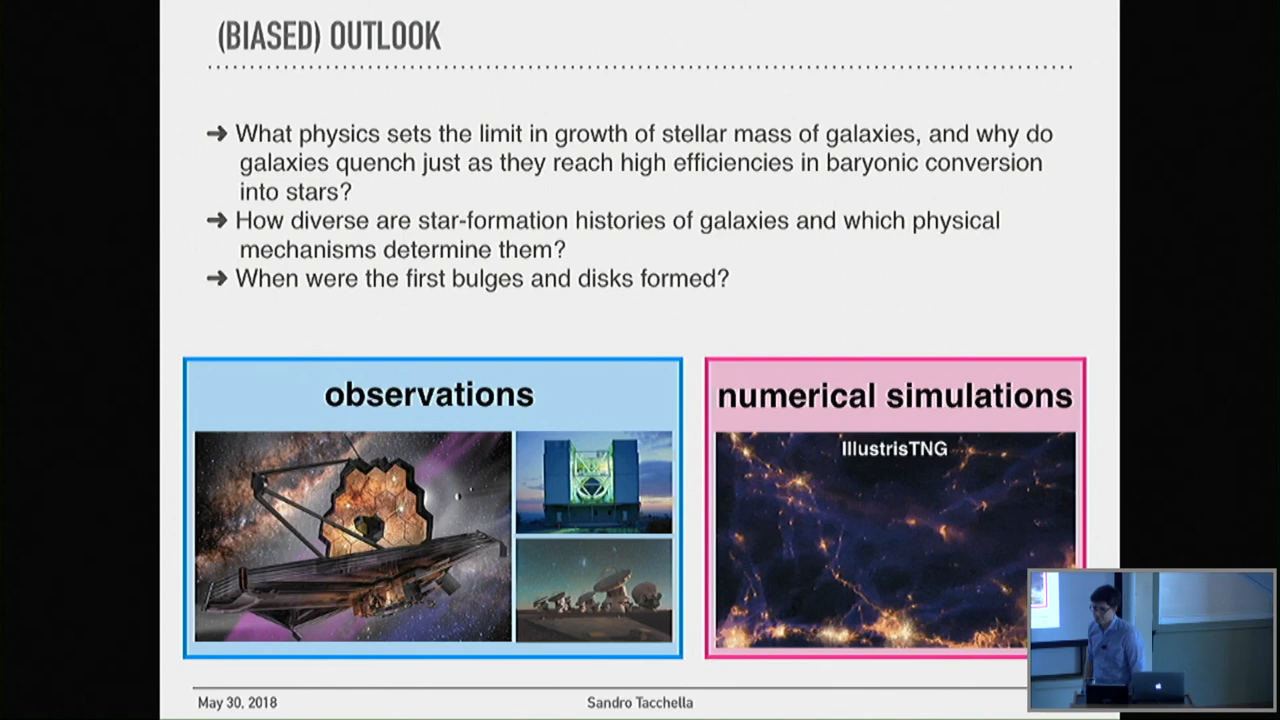 (BIASED) OUTLOOK
➜ What physics sets the limit in growth of stellar mass of galaxies, and why do
galaxies quench just as they reach high efficiencies in baryonic conversion
into stars?
➜ How diverse are star-formation histories of galaxies and which physical
mechanisms determine them?
➜ When were the first bulges and disks formed?
observations
numerical simulations
IllustrisTNG
May 30, 2018
Sandro Tacchella